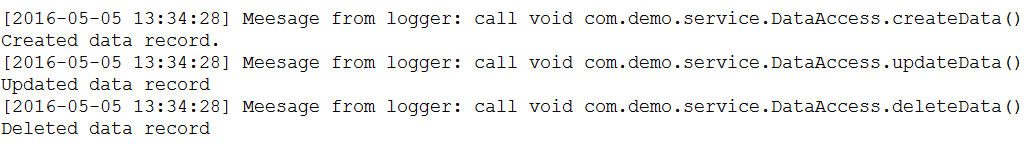 [2016-05-05 13:34:28] Meesage from logger: call void com.demo.service.DataAccess.createData()
Created data record.
[2016-05-05 13:34:28] Meesage from logger: call void com.demo.service.DataAccess.updateData()
Updated data record
[2016-05-05 13:34:28] Meesage from logger: call void com.demo.service.DataAccess.deleteData()
Deleted data record